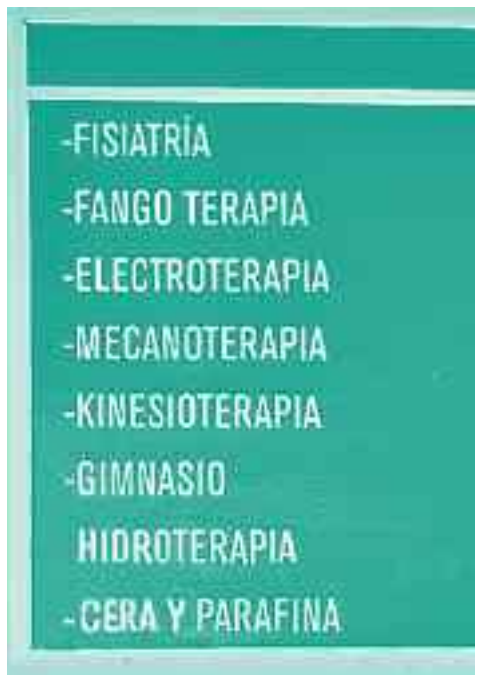 -FISIATRÍA
-FANGO TERAPIA
-ELECTROTERAPIA
-MECANOTERAPIA
-KINESIOTERAPIA
-GIMNASIO
HIDROTERAPIA
-CERA Y PARAFINA